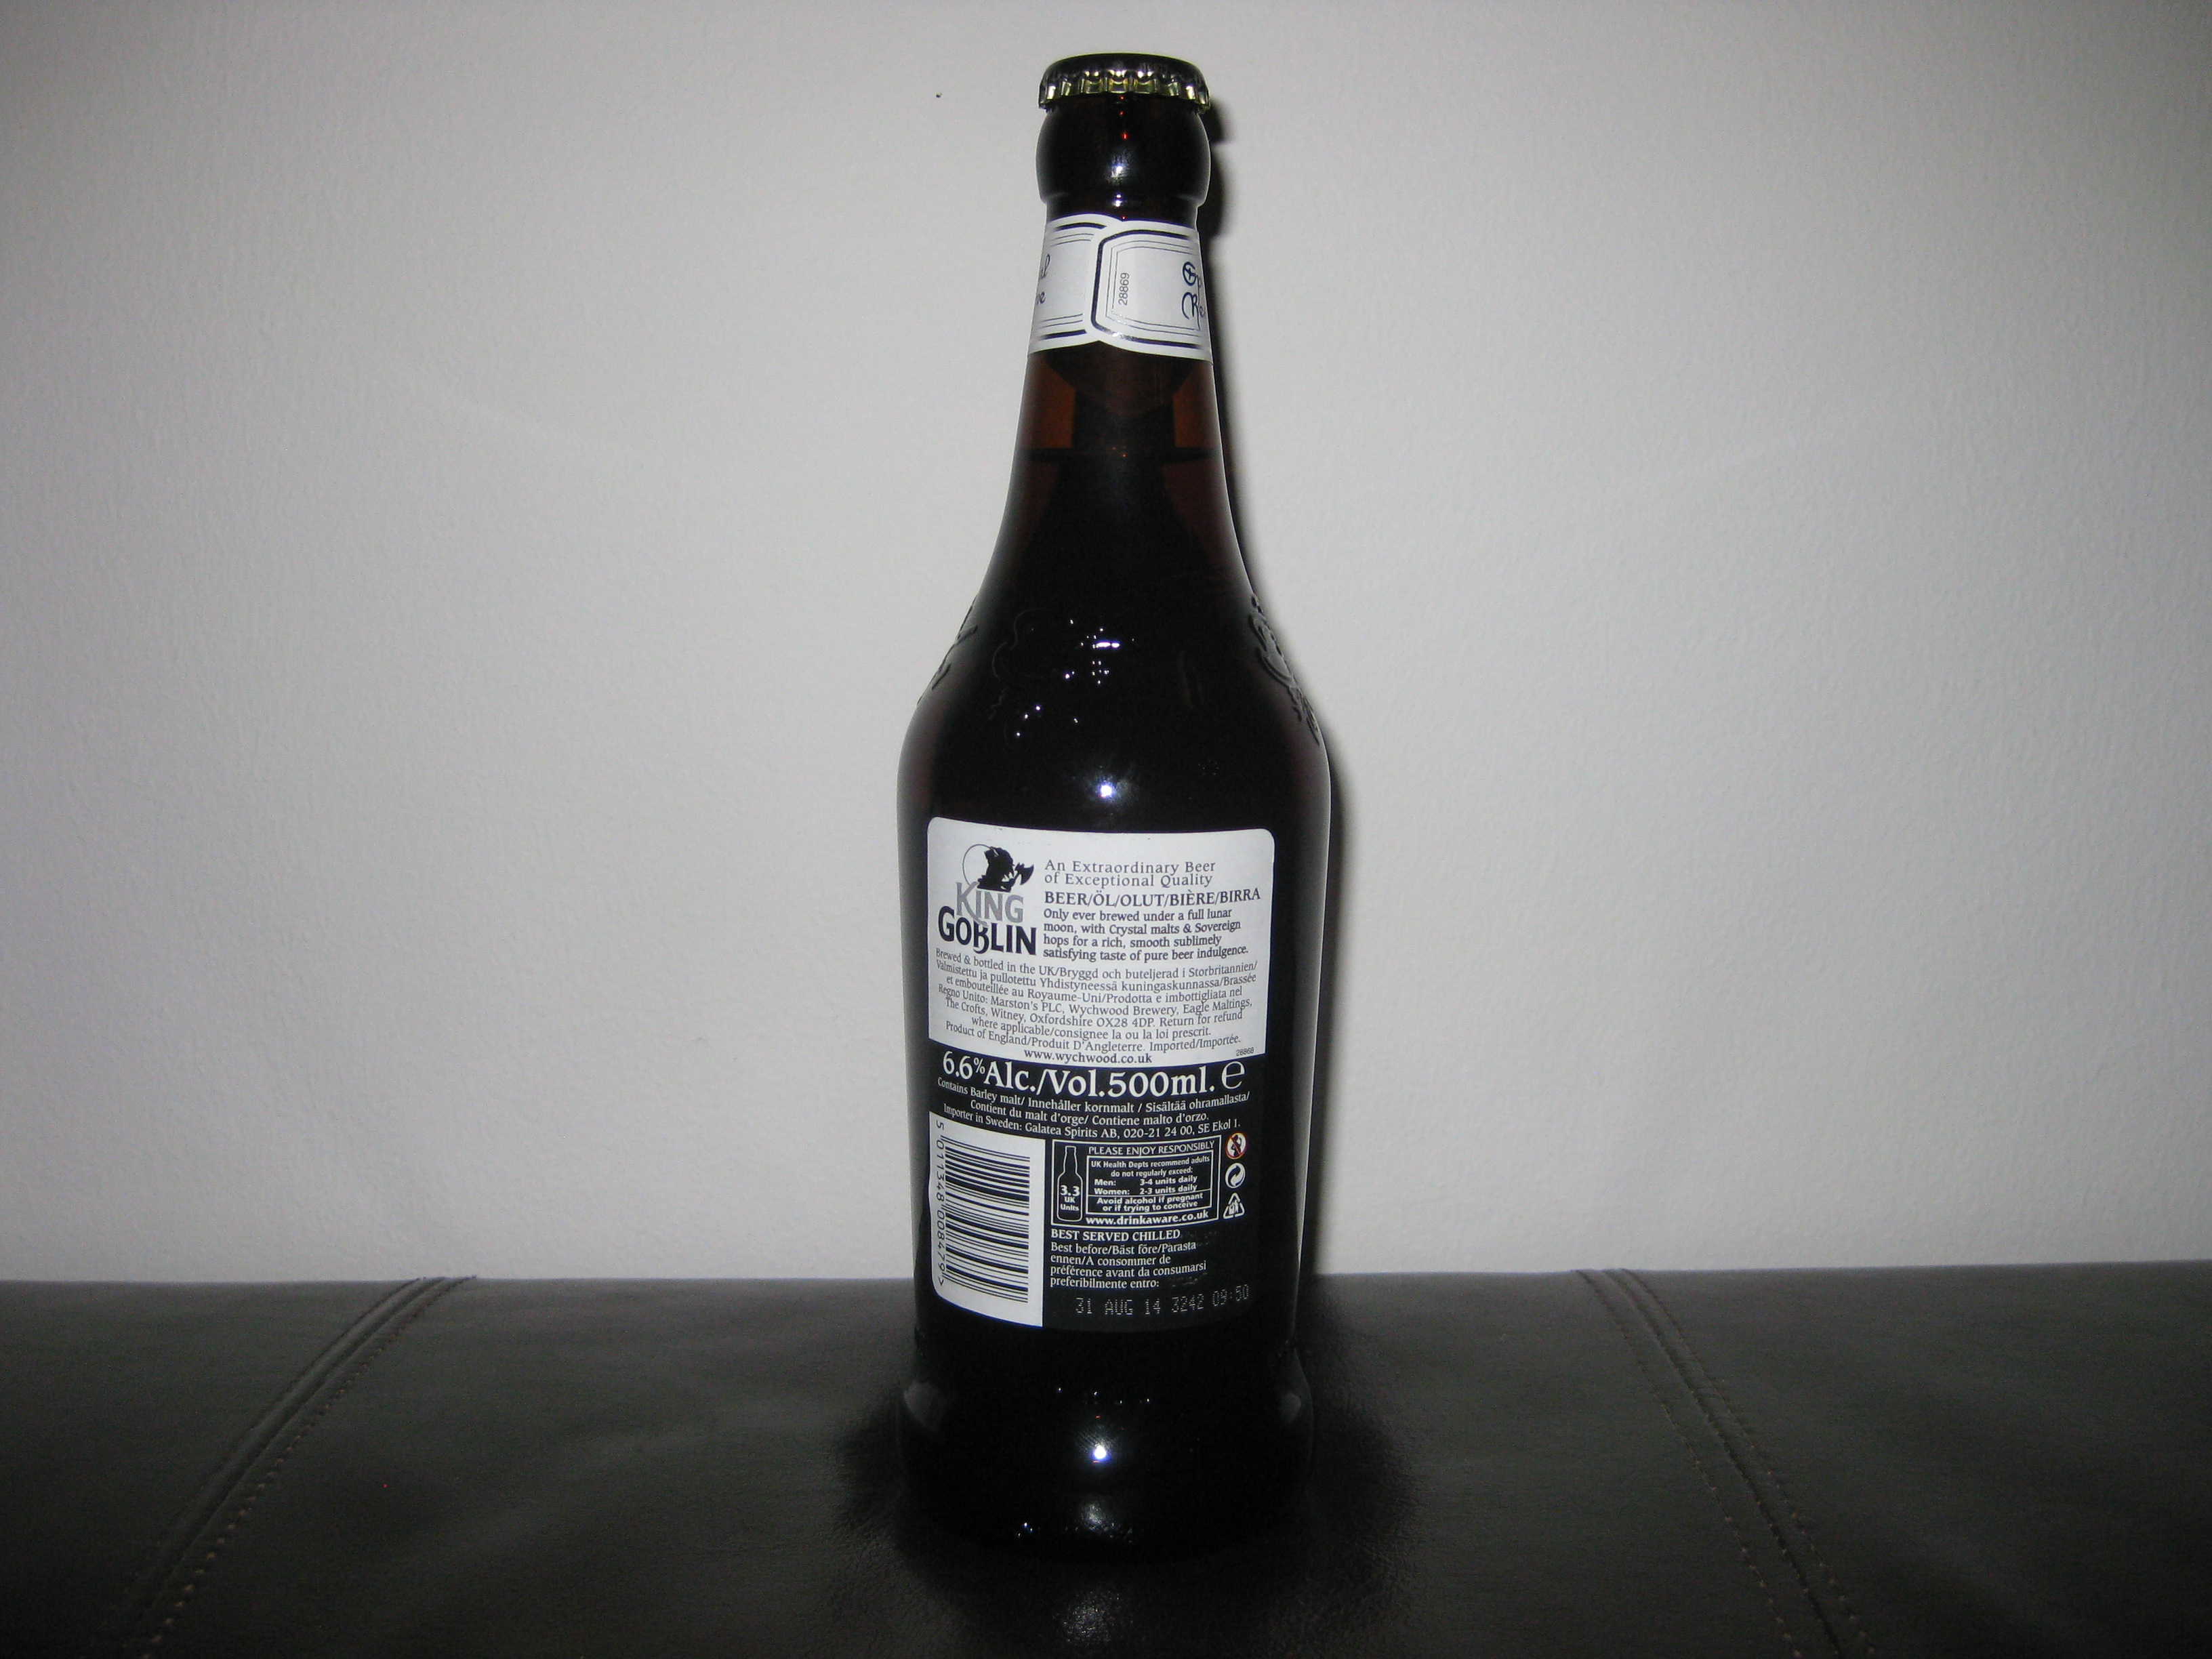 28869
KING
GOBLIN
An Extraordinary Beer
of Exceptional Quality
BEER/ÖL/OLUT/BIÈRE/BIRRA
Only ever brewed under a full lunar
moon, with Crystal malts & Sovereign
hops for a rich, smooth sublimely
satisfying taste of pure beer indulgence.
Brewed & bottled in the UK/Bryggd och buteljerad i Storbritannien/
Valmistettu ja pullotettu Yhdistyneessä kuningaskunnassa/Brassée
et embouteillée au Royaume-Uni/Prodotta e imbottigliata nel
Regno Unito: Marston's PLC, Wychwood Brewery, Eagle Maltings,
The Crofts, Witney, Oxfordshire OX28 4DP. Return for refund
where applicable/consignee la ou la loi prescrit.
Product of England/Produit D'Angleterre. Imported/Importée.
www.wychwood.co.uk
28868
6.6%Alc./Vol.500ml. e
Contains Barley malt/ Innehåller kornmalt / Sisältää ohramallasta/
Contient du malt d'orge/ Contiene malto d'orzo.
Importer in Sweden: Galatea Spirits AB, 020-21 24 00, SE Ekol 1.
5 011348 008479 >
PLEASE ENJOY RESPONSIBLY
UK Health Depts recommend adults
do not regularly exceed:
Men: 3-4 units daily
Women: 2-3 units daily
Avoid alcohol if pregnant
or if trying to conceive
3.3
UK
Units
www.drinkaware.co.uk
BEST SERVED CHILLED
Best before/Bäst före/Parasta
ennen/A consommer de
préférence avant da consumarsi
preferibilmente entro:
31 AUG 14 3242 09:50